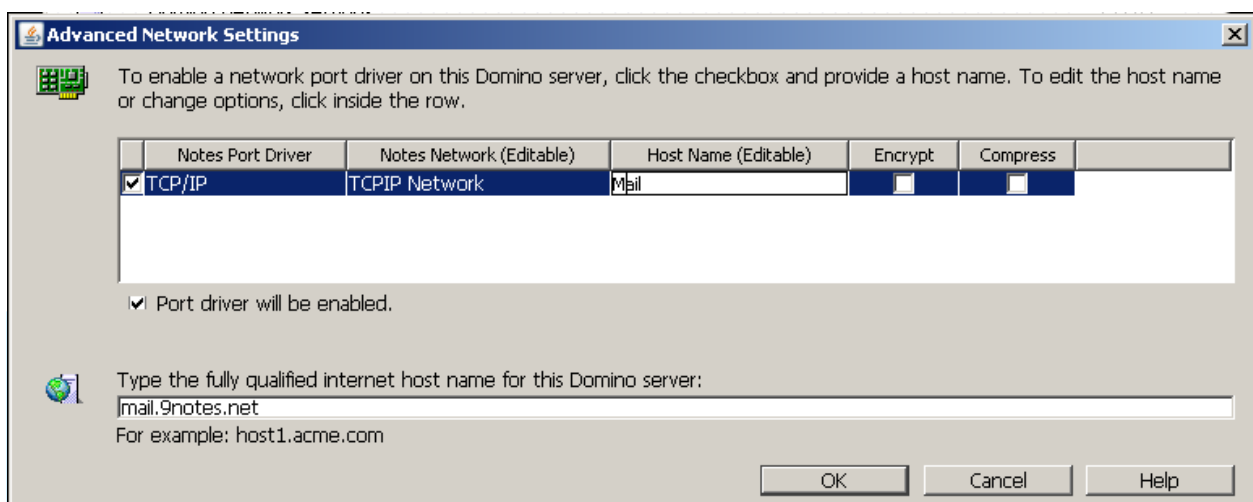 Advanced Network Settings
To enable a network port driver on this Domino server, click the checkbox and provide a host name. To edit the host name
or change options, click inside the row.
Notes Port Driver Notes Network (Editable) Host Name (Editable) Encrypt Compress
TCP/IP TCPIP Network Mail
Port driver will be enabled.
Type the fully qualified internet host name for this Domino server:
mail.9notes.net
For example: host1.acme.com
OK Cancel Help